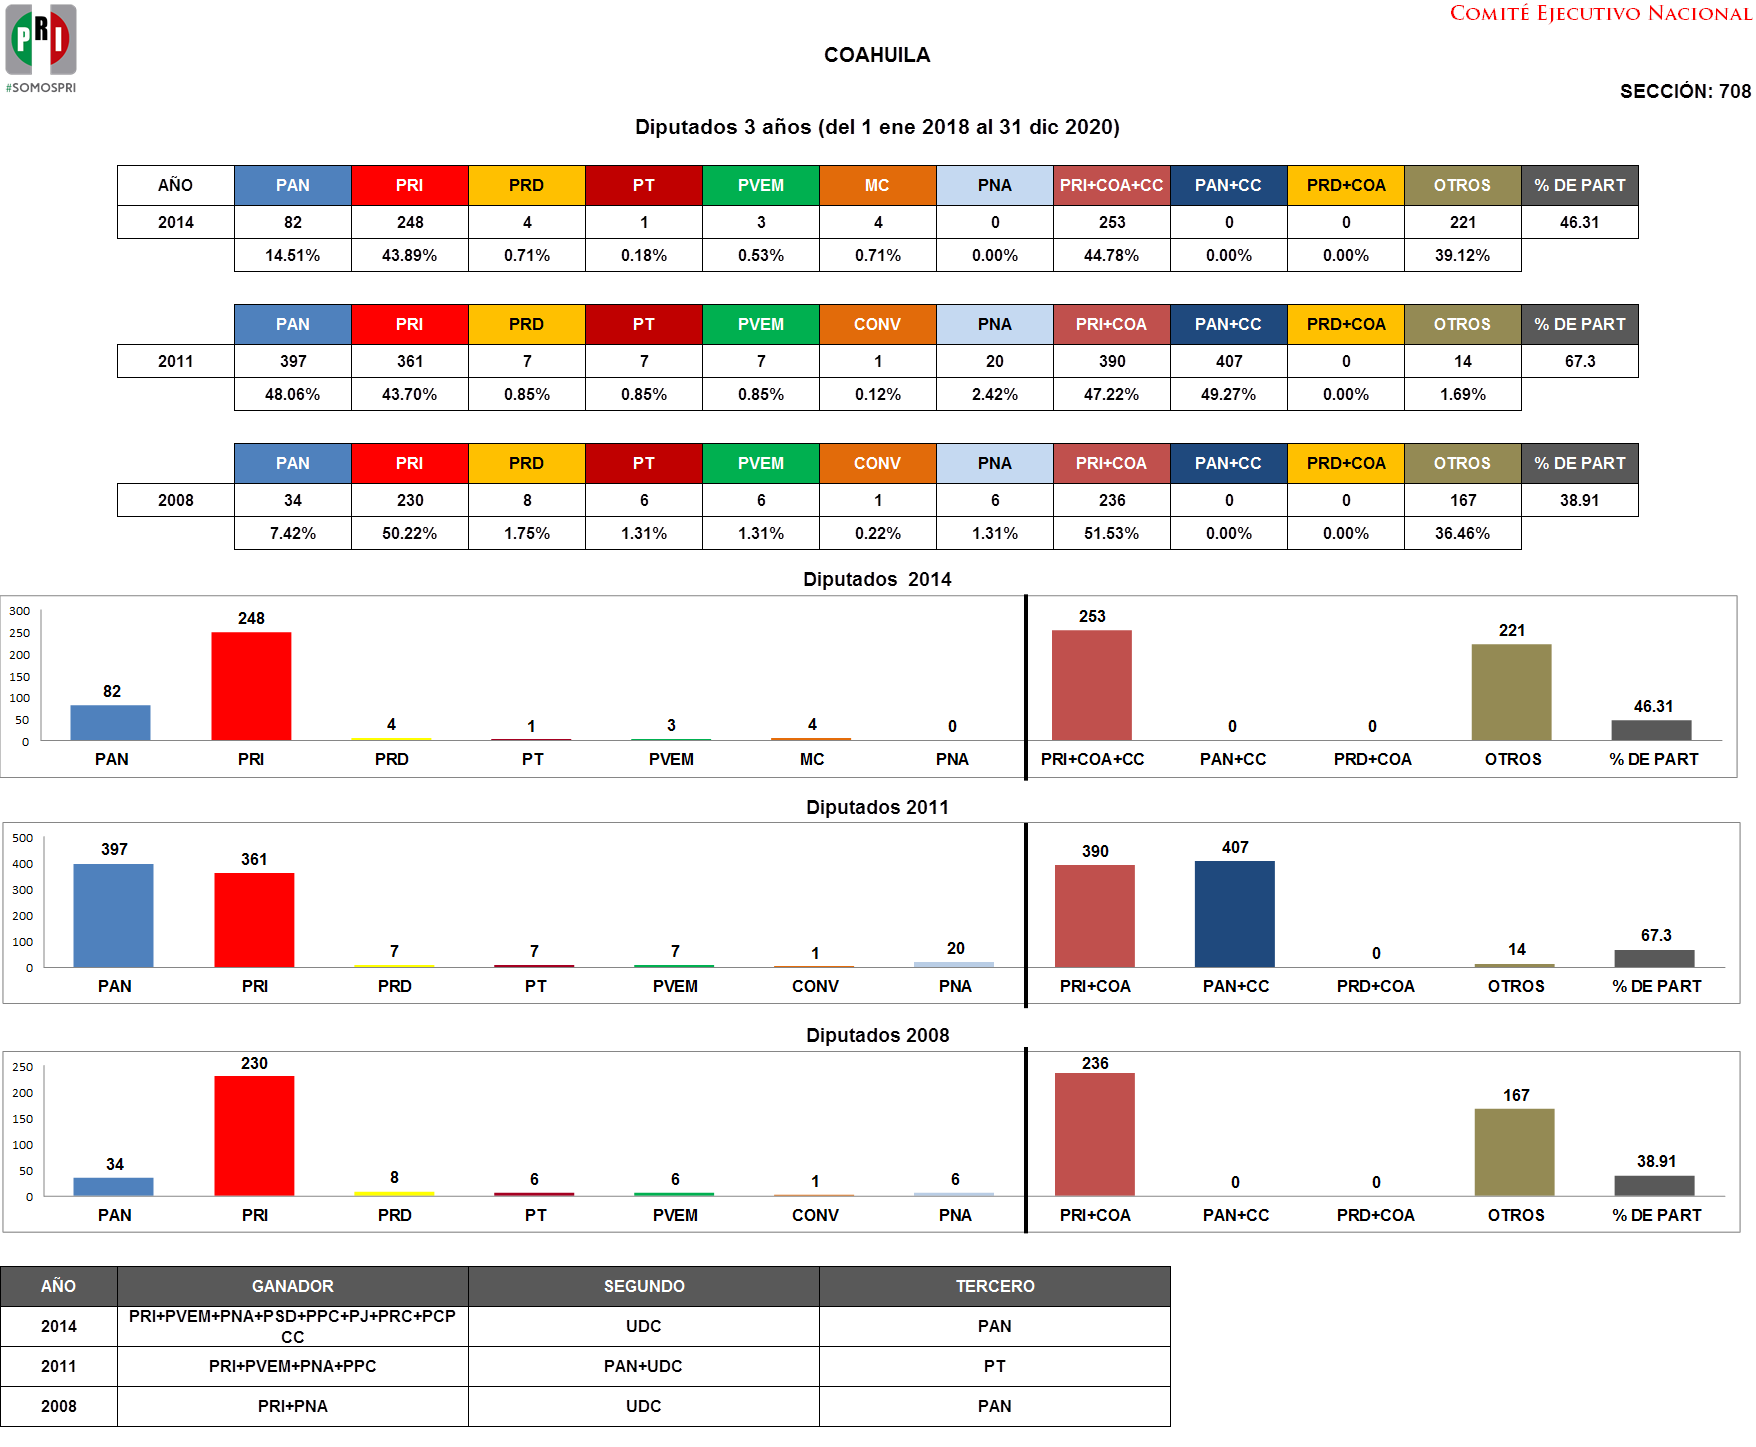 PRI
#SOMOSPRI
COMITÉ EJECUTIVO NACIONAL
COAHUILA
SECCIÓN: 708
Diputados 3 años (del 1 ene 2018 al 31 dic 2020)
AÑO PAN PRI PRD PT PVEM MC PNA PRI+COA+CC PAN+CC PRD+COA OTROS % DE PART
2014 82 248 4 1 3 4 0 253 0 0 221 46.31
14.51% 43.89% 0.71% 0.18% 0.53% 0.71% 0.00% 44.78% 0.00% 0.00% 39.12%
PAN PRI PRD PT PVEM CONV PNA PRI+COA PAN+CC PRD+COA OTROS % DE PART
2011 397 361 7 7 7 1 20 390 407 0 14 67.3
48.06% 43.70% 0.85% 0.85% 0.85% 0.12% 2.42% 47.22% 49.27% 0.00% 1.69%
PAN PRI PRD PT PVEM CONV PNA PRI+COA PAN+CC PRD+COA OTROS % DE PART
2008 34 230 8 6 6 1 6 236 0 0 167 38.91
7.42% 50.22% 1.75% 1.31% 1.31% 0.22% 1.31% 51.53% 0.00% 0.00% 36.46%
Diputados 2014
300
250
200
150
100
50
0
82 248 4 1 3 4 0 253 0 0 221 46.31
PAN PRI PRD PT PVEM MC PNA PRI+COA+CC PAN+CC PRD+COA OTROS % DE PART
Diputados 2011
500
400
300
200
100
0
397 361 7 7 7 1 20 390 407 0 14 67.3
PAN PRI PRD PT PVEM CONV PNA PRI+COA PAN+CC PRD+COA OTROS % DE PART
Diputados 2008
250
200
150
100
50
0
34 230 8 6 6 1 6 236 0 0 167 38.91
PAN PRI PRD PT PVEM CONV PNA PRI+COA PAN+CC PRD+COA OTROS % DE PART
AÑO GANADOR SEGUNDO TERCERO
2014 PRI+PVEM+PNA+PSD+PPC+PJ+PRC+PCP CC UDC PAN
2011 PRI+PVEM+PNA+PPC PAN+UDC PT
2008 PRI+PNA UDC PAN